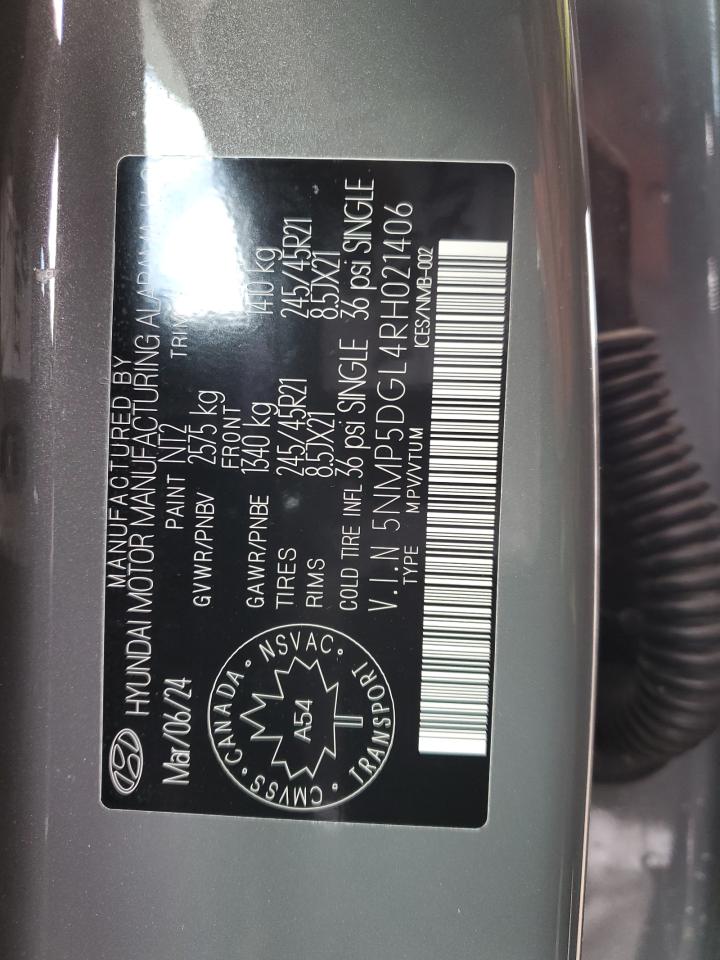 MANUFACTURED BY
HYUNDAI MOTOR MANUFACTURING
Mar/06/24 PAINT NT2
GVWR/PNBV 2575 kg
FRONT
GAWR/PNBE 1340 kg 1410 kg
TIRES 245/45R21 245/45R21
RIMS 8.5JX21 8.5JX21
COLD TIRE INFL 36 psi SINGLE 36 psi SINGLE
V.I.N 5NMP5DGL4RH021406
TYPE MPV/VTUM ICES/NMB-002
CMVSS · CANADA · NSVAC · TRANSPORT ·
A54